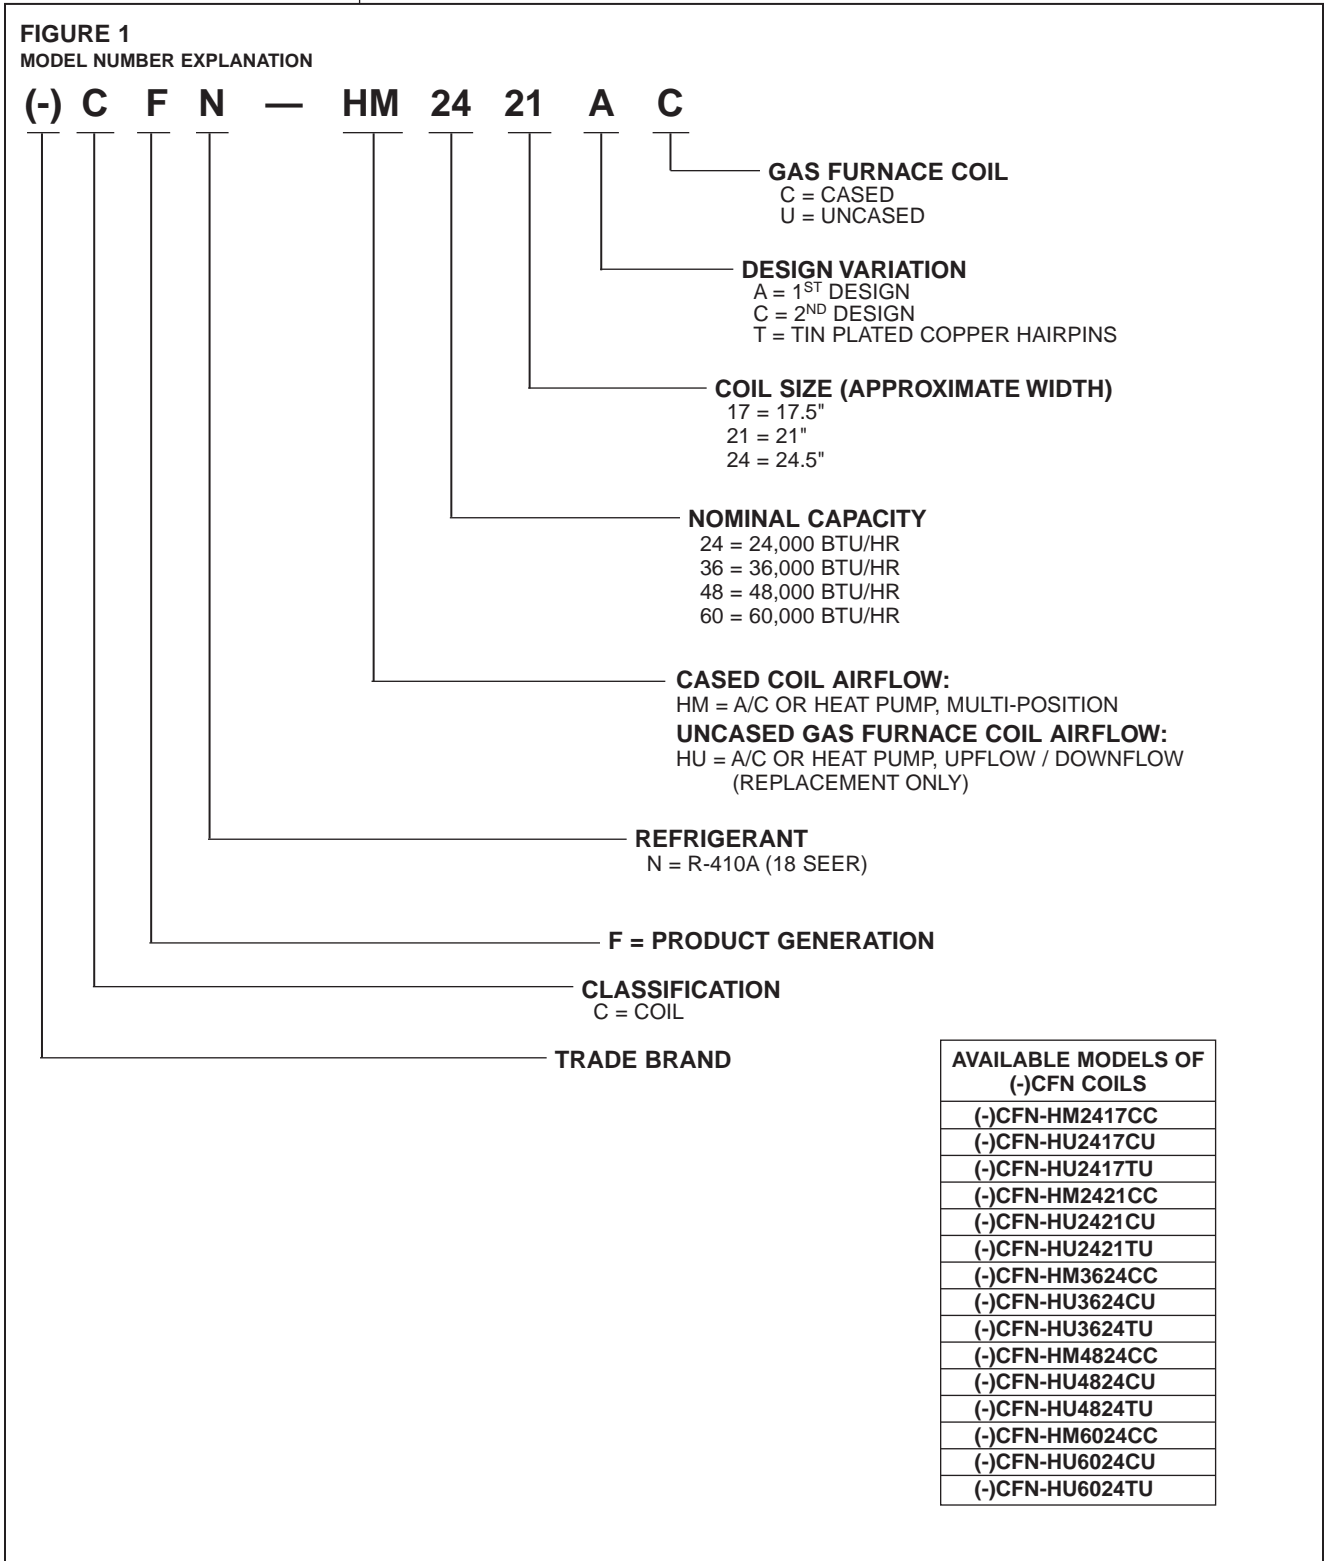 FIGURE 1
MODEL NUMBER EXPLANATION
(-) C F N — HM 24 21 A C
GAS FURNACE COIL
C = CASED
U = UNCASED
DESIGN VARIATION
A = 1ST DESIGN
C = 2ND DESIGN
T = TIN PLATED COPPER HAIRPINS
COIL SIZE (APPROXIMATE WIDTH)
17 = 17.5"
21 = 21"
24 = 24.5"
NOMINAL CAPACITY
24 = 24,000 BTU/HR
36 = 36,000 BTU/HR
48 = 48,000 BTU/HR
60 = 60,000 BTU/HR
CASED COIL AIRFLOW:
HM = A/C OR HEAT PUMP, MULTI-POSITION
UNCASED GAS FURNACE COIL AIRFLOW:
HU = A/C OR HEAT PUMP, UPFLOW / DOWNFLOW
(REPLACEMENT ONLY)
REFRIGERANT
N = R-410A (18 SEER)
F = PRODUCT GENERATION
CLASSIFICATION
C = COIL
TRADE BRAND
AVAILABLE MODELS OF
(-)CFN COILS
(-)CFN-HM2417CC
(-)CFN-HU2417CU
(-)CFN-HU2417TU
(-)CFN-HM2421CC
(-)CFN-HU2421CU
(-)CFN-HU2421TU
(-)CFN-HM3624CC
(-)CFN-HU3624CU
(-)CFN-HU3624TU
(-)CFN-HM4824CC
(-)CFN-HU4824CU
(-)CFN-HU4824TU
(-)CFN-HM6024CC
(-)CFN-HU6024CU
(-)CFN-HU6024TU